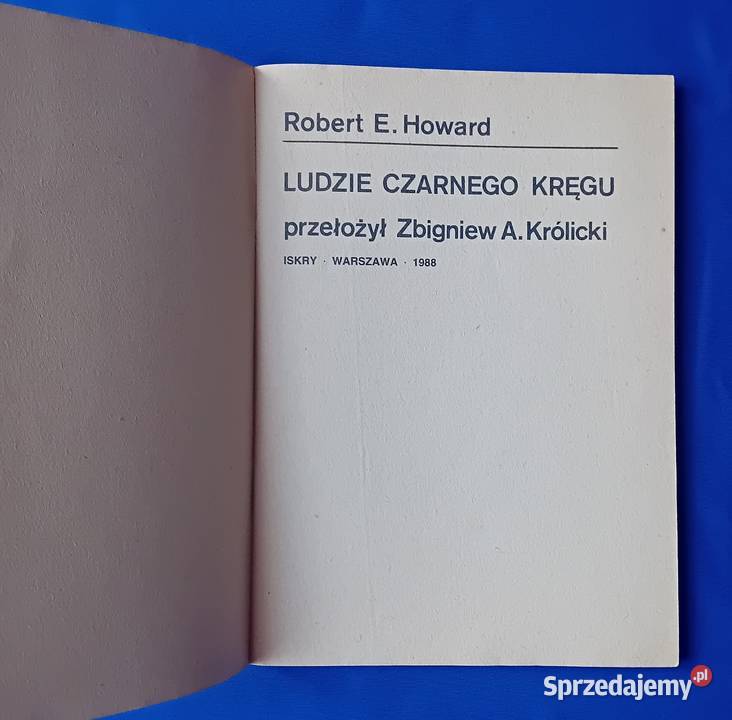 Robert E. Howard
LUDZIE CZARNEGO KRĘGU
przełożył Zbigniew A. Królicki
ISKRY · WARSZAWA · 1988
Sprzedajemy.pl